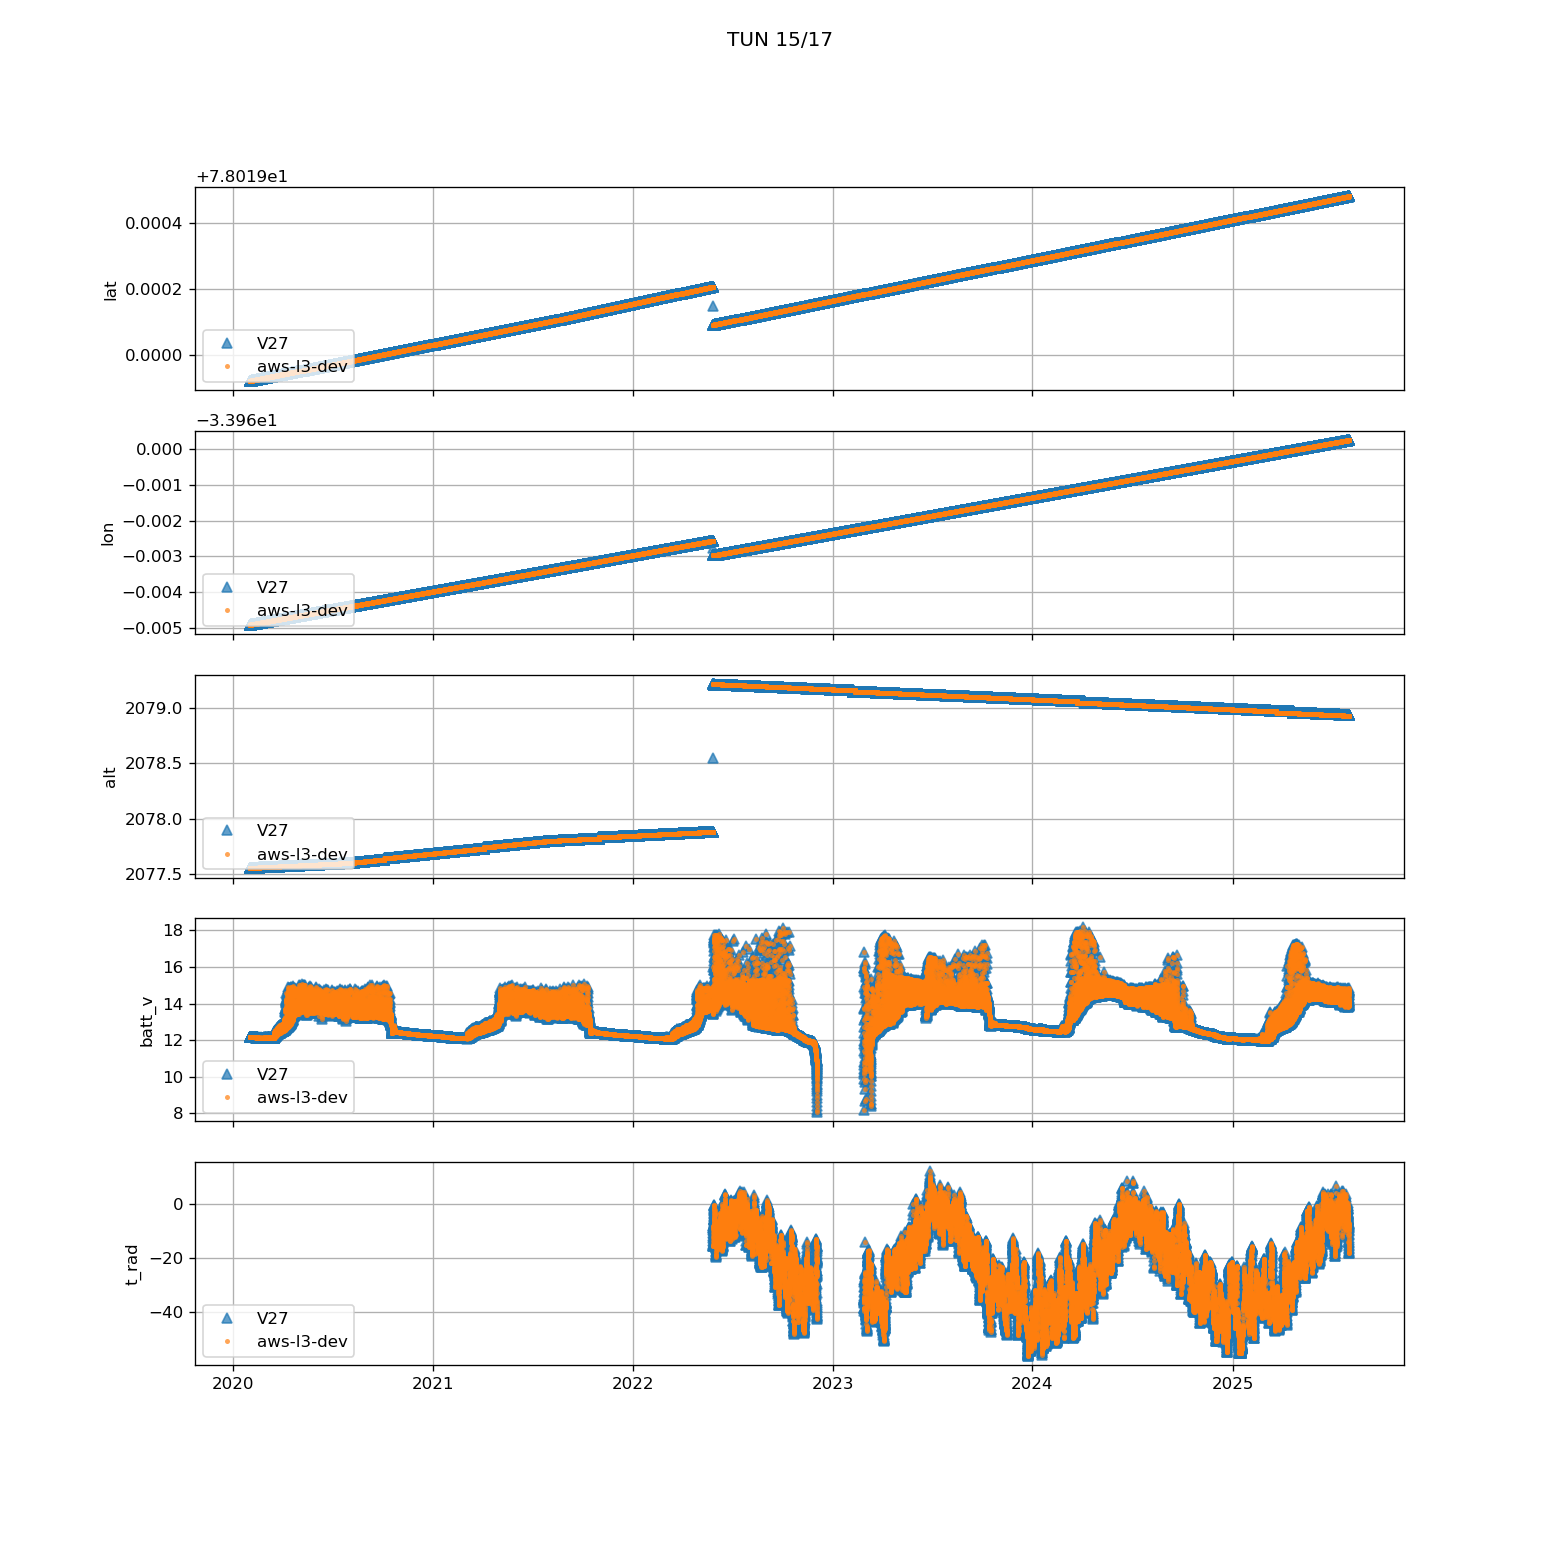 TUN 15/17
+7.8019e1
0.0004
0.0002
0.0000
lat
V27
aws-l3-dev
−3.396e1
0.000
−0.001
−0.002
−0.003
−0.004
−0.005
lon
V27
aws-l3-dev
2079.0
2078.5
2078.0
2077.5
alt
V27
aws-l3-dev
18
16
14
12
10
8
batt_v
V27
aws-l3-dev
0
−20
−40
t_rad
V27
aws-l3-dev
2020 2021 2022 2023 2024 2025